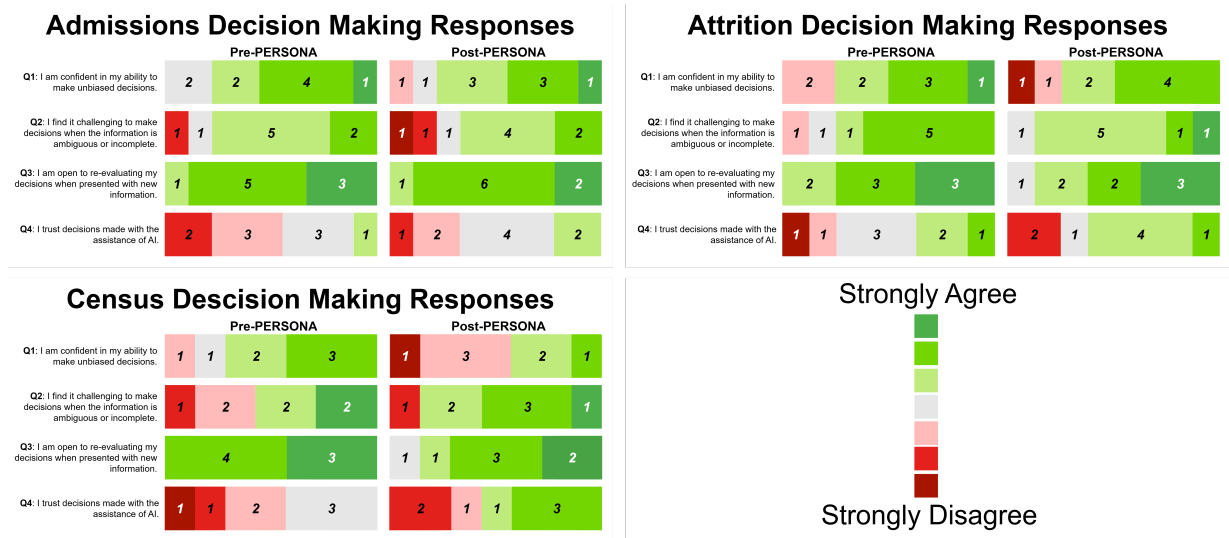 Admissions Decision Making Responses
Pre-PERSONA
Post-PERSONA
Q1: I am confident in my ability to
make unbiased decisions.
2 2 4 1
1 1 3 3 1
Q2: I find it challenging to make
decisions when the information is
ambiguous or incomplete.
1 1 5 2
1 1 1 4 2
Q3: I am open to re-evaluating my
decisions when presented with new
information.
1 5 3
1 6 2
Q4: I trust decisions made with the
assistance of AI.
2 3 3 1
1 2 4 2
Attrition Decision Making Responses
Pre-PERSONA
Post-PERSONA
Q1: I am confident in my ability to
make unbiased decisions.
2 2 3 1
1 1 2 4
Q2: I find it challenging to make
decisions when the information is
ambiguous or incomplete.
1 1 1 5
1 5 1 1
Q3: I am open to re-evaluating my
decisions when presented with new
information.
2 3 3
1 2 2 3
Q4: I trust decisions made with the
assistance of AI.
1 1 3 2 1
2 1 4 1
Census Descision Making Responses
Pre-PERSONA
Post-PERSONA
Q1: I am confident in my ability to
make unbiased decisions.
1 1 2 3
1 3 2 1
Q2: I find it challenging to make
decisions when the information is
ambiguous or incomplete.
1 2 2 2
1 2 3 1
Q3: I am open to re-evaluating my
decisions when presented with new
information.
4 3
1 1 3 2
Q4: I trust decisions made with the
assistance of AI.
1 1 2 3
2 1 1 3
Strongly Agree
Strongly Disagree